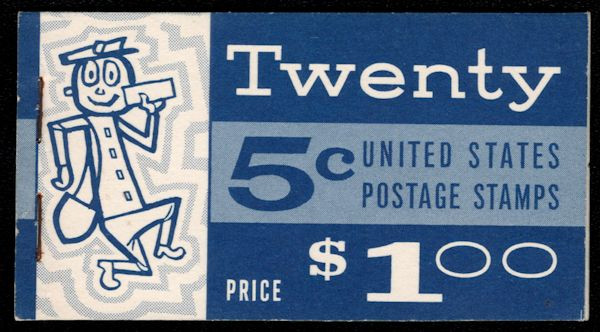 Twenty
5c UNITED STATES
POSTAGE STAMPS
PRICE $1.00